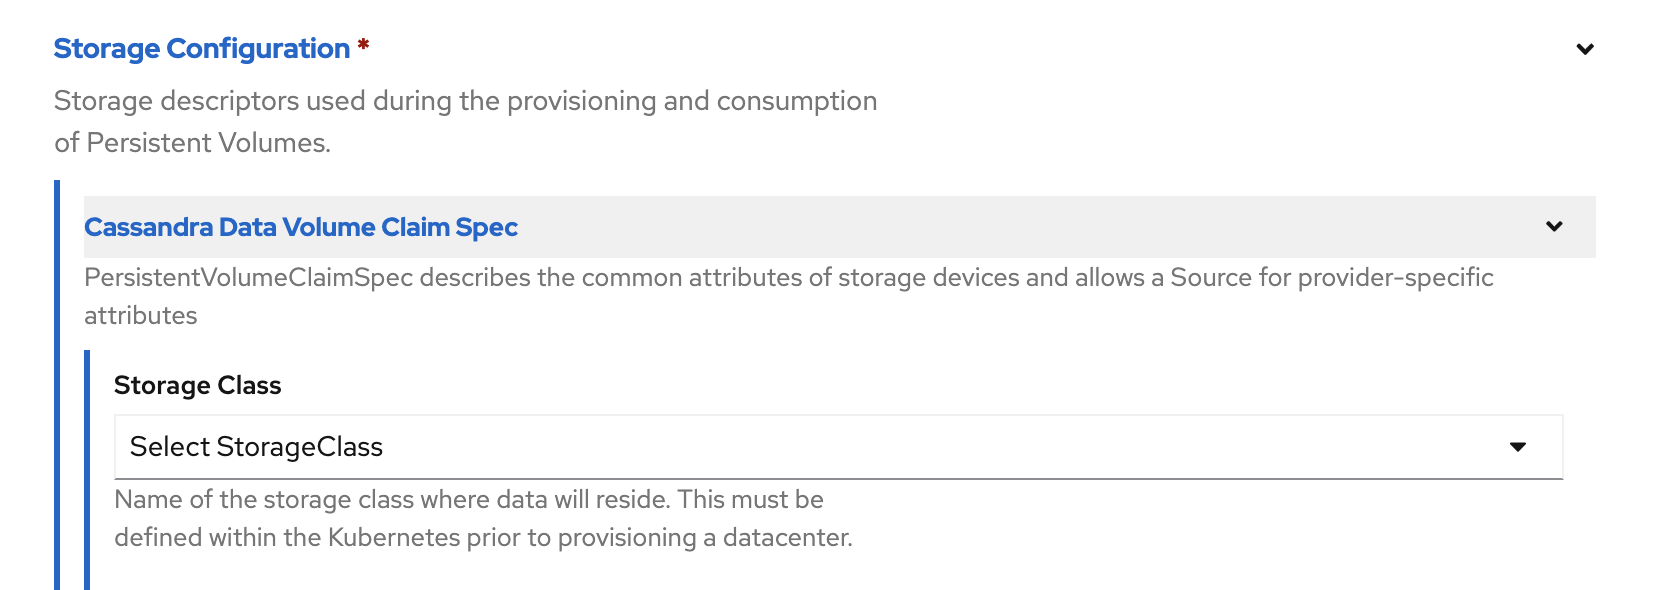 Storage Configuration *
Storage descriptors used during the provisioning and consumption
of Persistent Volumes.
Cassandra Data Volume Claim Spec
PersistentVolumeClaimSpec describes the common attributes of storage devices and allows a Source for provider-specific
attributes
Storage Class
Select StorageClass
Name of the storage class where data will reside. This must be
defined within the Kubernetes prior to provisioning a datacenter.